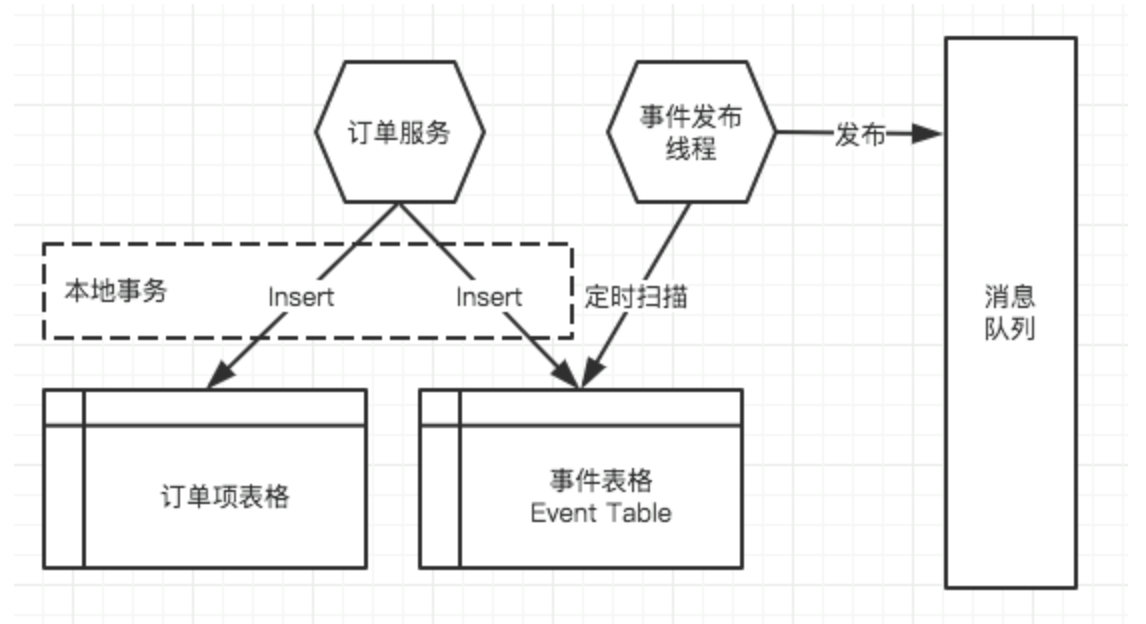 订单服务
事件发布
线程
发布
本地事务
Insert
Insert
定时扫描
消息
队列
订单项表格
事件表格
Event Table